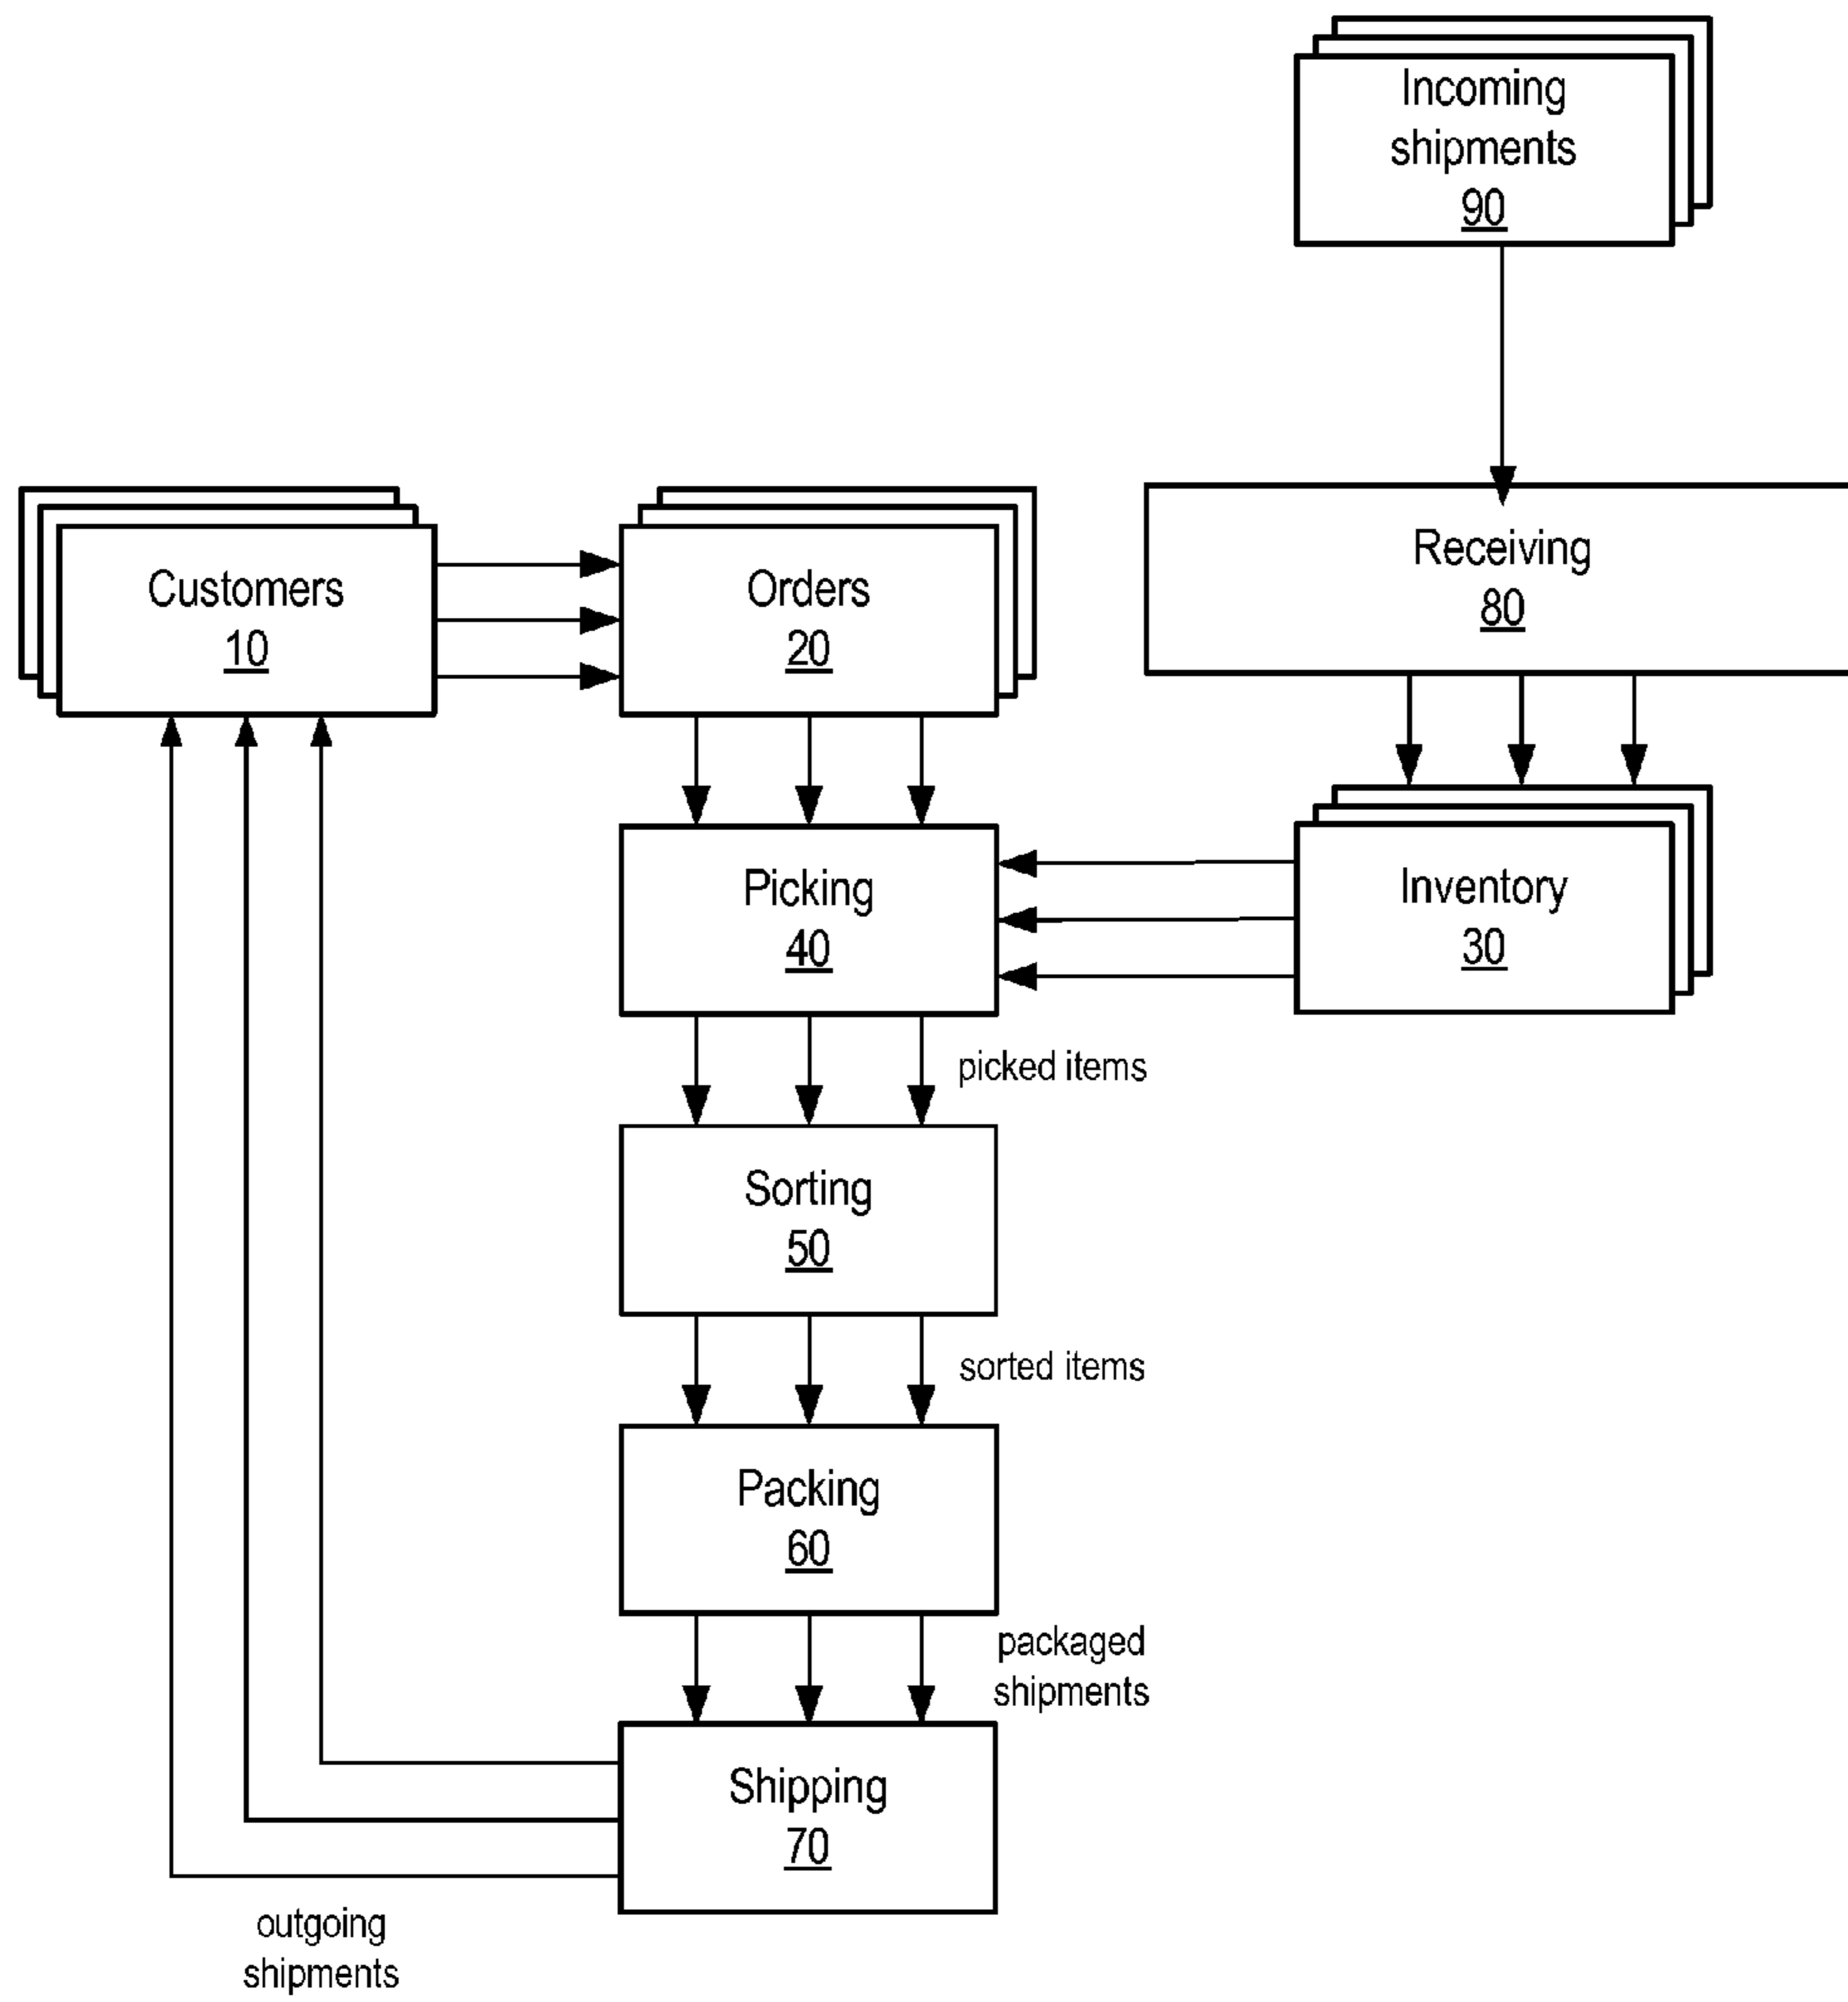 Incoming
shipments
90
Customers
10
Orders
20
Receiving
80
Picking
40
Inventory
30
picked items
Sorting
50
sorted items
Packing
60
packaged
shipments
Shipping
70
outgoing
shipments